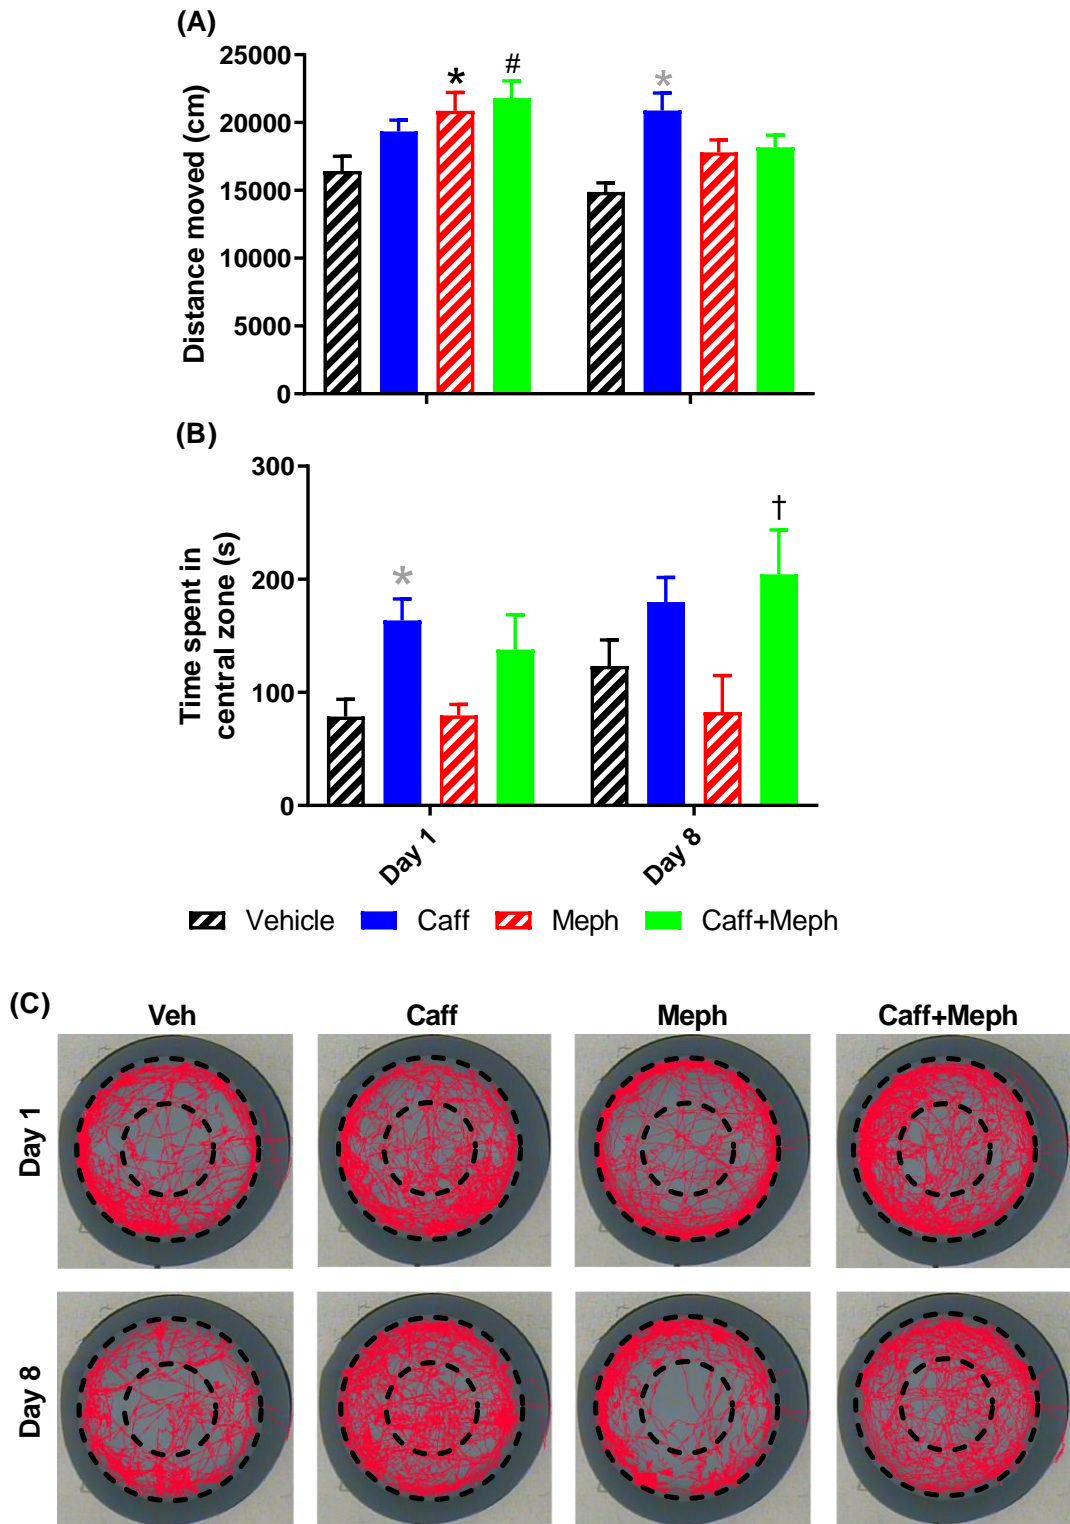 (A)
Distance moved (cm)
25000
20000
15000
10000
5000
0
*
#
*
(B)
Time spent in
central zone (s)
300
200
100
0
*
†
Day 1
Day 8
Vehicle Caff Meph Caff+Meph
(C)
Veh Caff Meph Caff+Meph
Day 1
Day 8